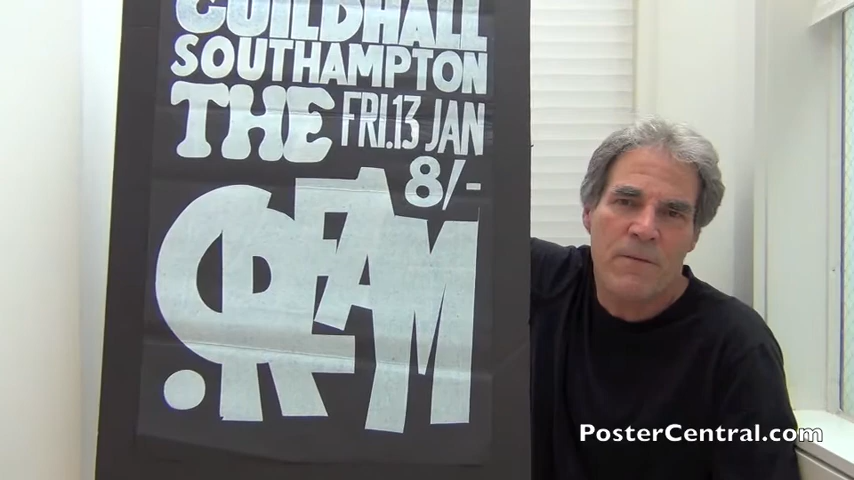 GUILDHALL
SOUTHAMPTON
THE FRI.13 JAN
8/-
CREAM
PosterCentral.com